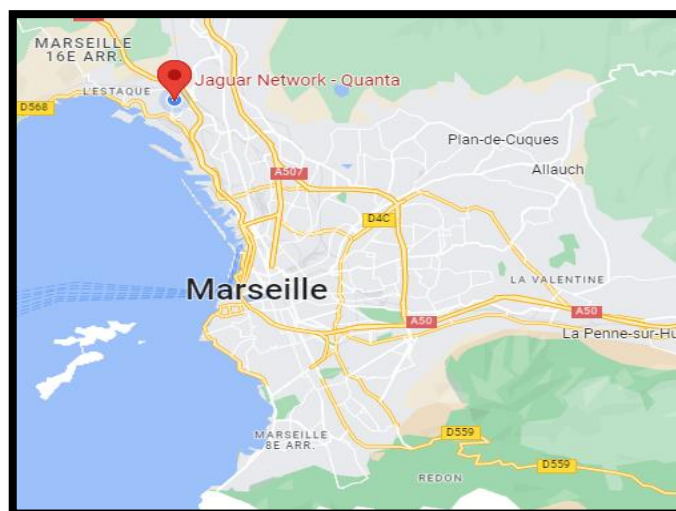 MARSEILLE
16E ARR.
Jaguar Network - Quanta
L'ESTAQUE
D568
Plan-de-Cuques
A507
Allauch
D4C
LA VALENTINE
Marseille
A50
A50
La Penne-sur-Hu
MARSEILLE
8E ARR.
D559
D559
REDON